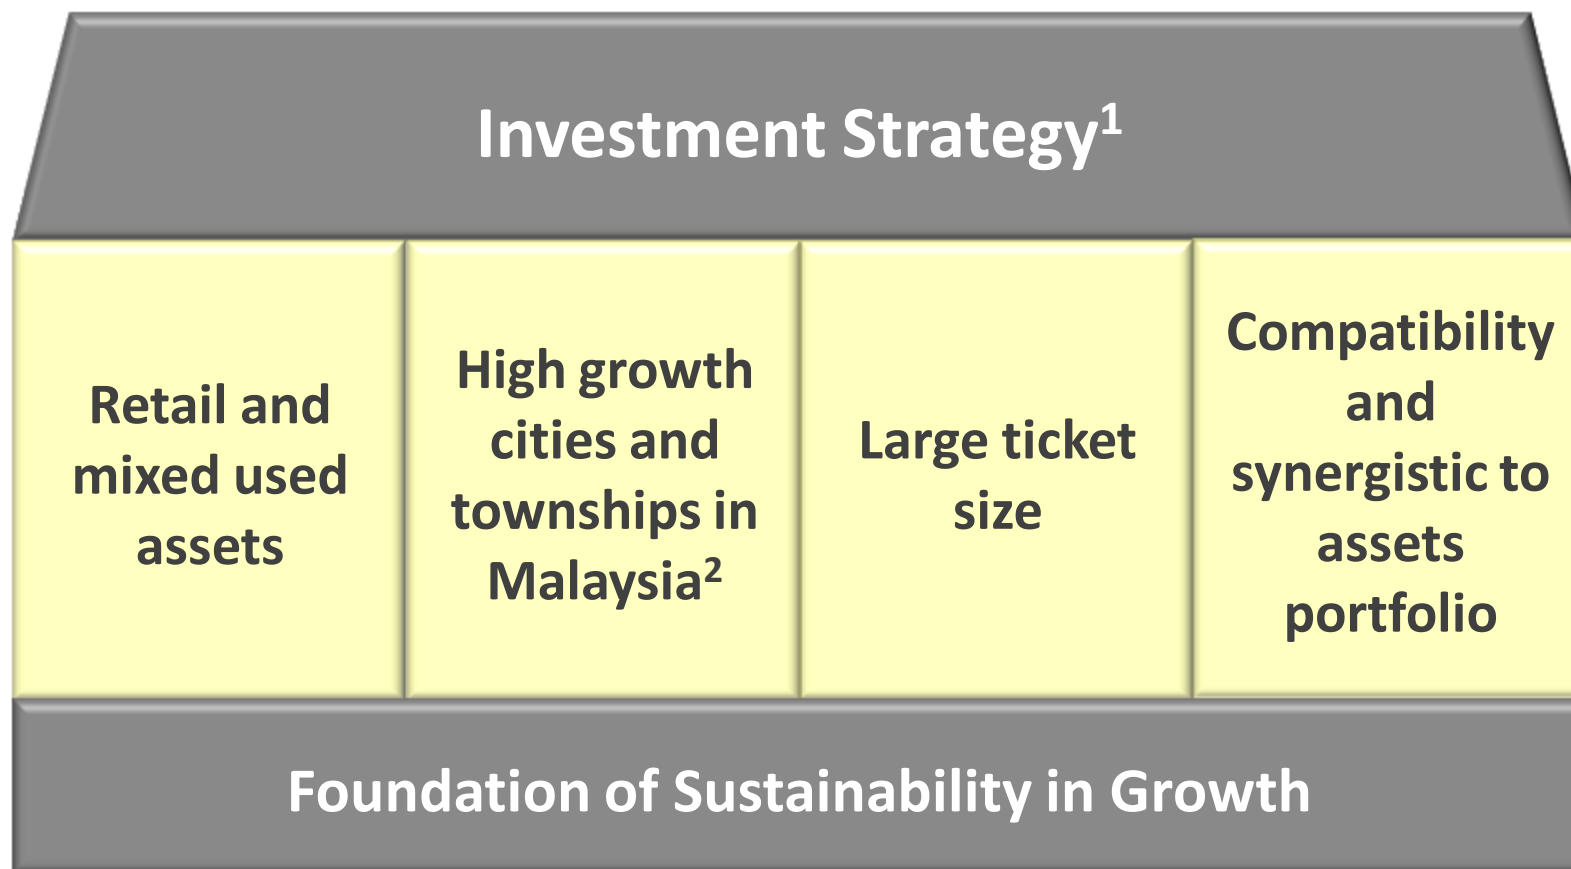 Investment Strategy¹
Retail and
mixed used
assets
High growth
cities and
townships in
Malaysia²
Large ticket
size
Compatibility
and
synergistic to
assets
portfolio
Foundation of Sustainability in Growth